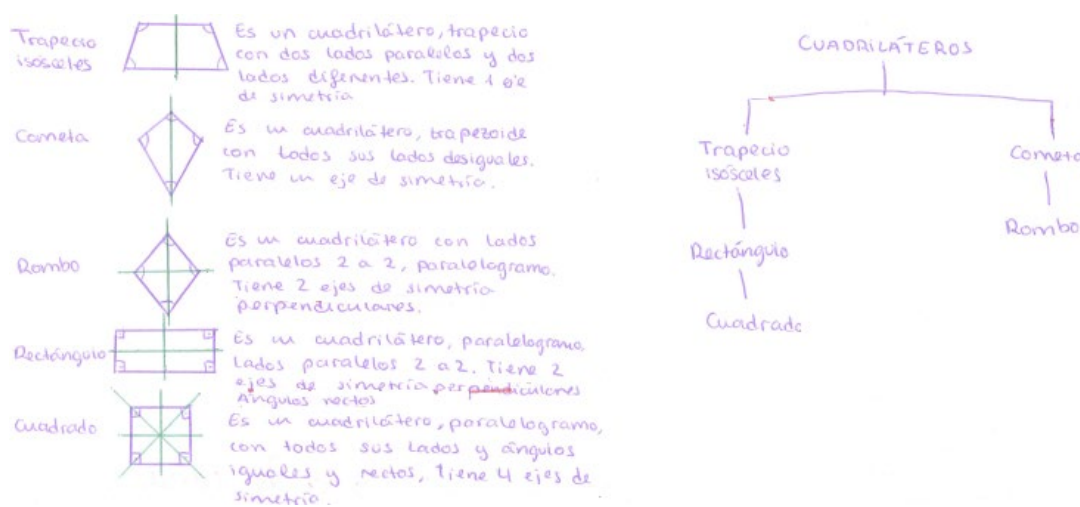 Trapecio
isósceles
Es un cuadrilátero, trapecio
con dos lados paralelos y dos
lados diferentes. Tiene 1 eje
de simetría
Cometa
Es un cuadrilátero, trapezoide
con todos sus lados desiguales.
Tiene un eje de simetría.
Rombo
Es un cuadrilátero con lados
paralelos 2 a 2, paralelogramo.
Tiene 2 ejes de simetría
perpendiculares.
Rectángulo
Es un cuadrilátero, paralelogramo,
lados paralelos 2 a 2. Tiene 2
ejes de simetría perpendiculares
Ángulos rectos
Cuadrado
Es un cuadrilátero, paralelogramo,
con todos sus lados y ángulos
iguales y rectos, tiene 4 ejes de
simetría.
CUADRILÁTEROS
Trapecio
isósceles
Cometa
Rectángulo
Rombo
Cuadrado